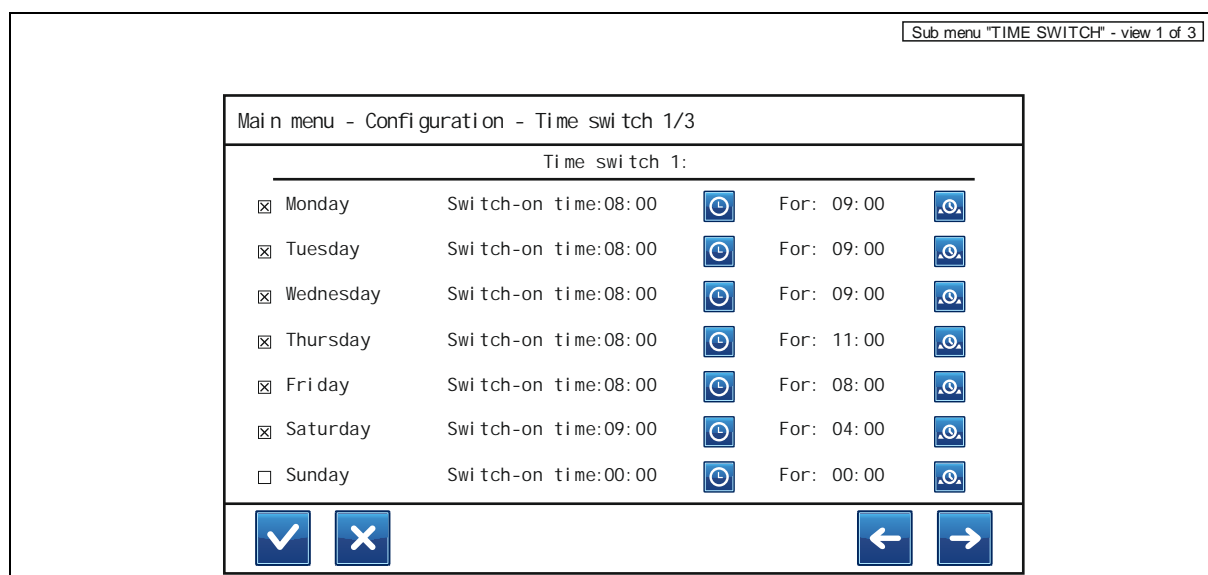 Sub menu "TIME SWITCH" - view 1 of 3
Main menu - Configuration - Time switch 1/3
Time switch 1:
Monday Switch-on time:08:00 For: 09:00
Tuesday Switch-on time:08:00 For: 09:00
Wednesday Switch-on time:08:00 For: 09:00
Thursday Switch-on time:08:00 For: 11:00
Friday Switch-on time:08:00 For: 08:00
Saturday Switch-on time:09:00 For: 04:00
Sunday Switch-on time:00:00 For: 00:00